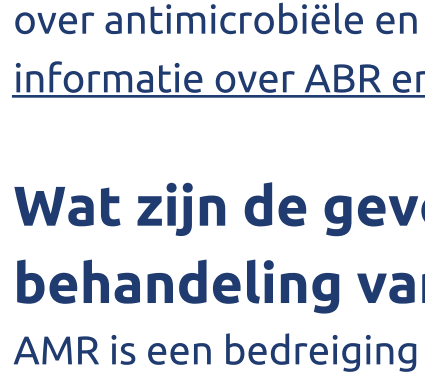 over antimicrobiële en
informatie over ABR
Wat zijn de
behandeling
AMR is een bedreiging